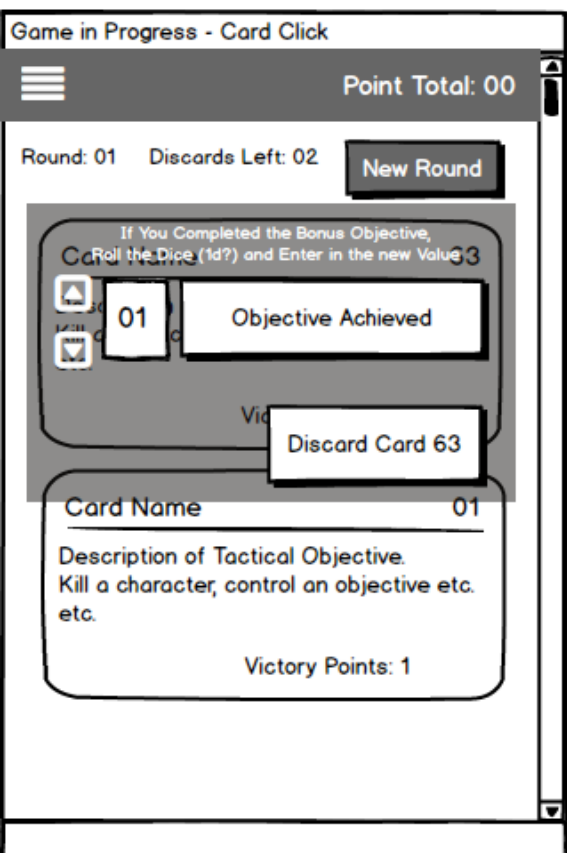 Game in Progress - Card Click
Point Total: 00
Round: 01 Discards Left: 02 New Round
If You Completed the Bonus Objective,
Roll the Dice (1d?) and Enter in the new Value
Card Name 63
01 Objective Achieved
Kill a
etc.
Vic
Discard Card 63
Card Name 01
Description of Tactical Objective.
Kill a character, control an objective etc.
etc.
Victory Points: 1